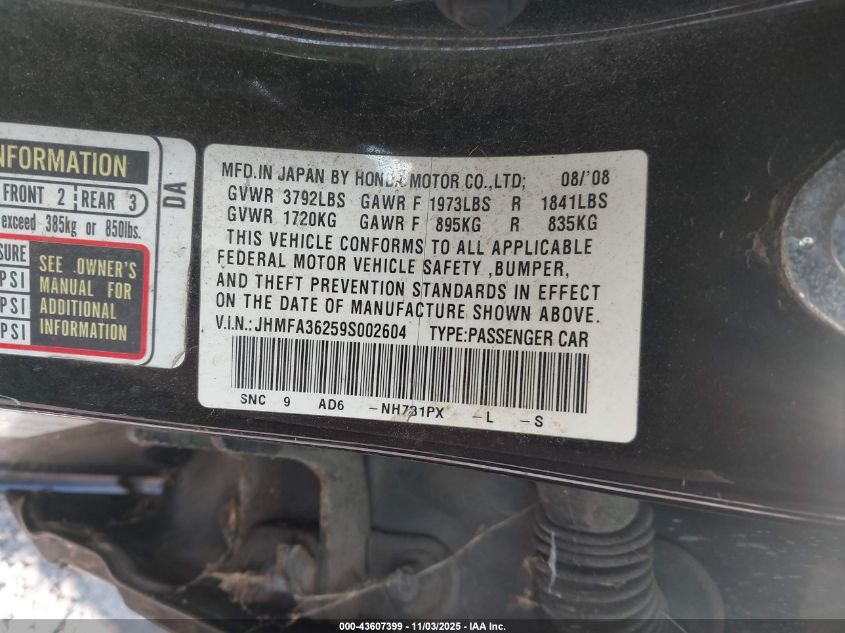 NFORMATION
FRONT 2 REAR 3
exceed 385kg or 850lbs.
SURE
PSI
PSI
PSI
SEE OWNER'S
MANUAL FOR
ADDITIONAL
INFORMATION
DA
MFD.IN JAPAN BY HONDA MOTOR CO.,LTD; 08/'08
GVWR 3792LBS GAWR F 1973LBS R 1841LBS
GVWR 1720KG GAWR F 895KG R 835KG
THIS VEHICLE CONFORMS TO ALL APPLICABLE
FEDERAL MOTOR VEHICLE SAFETY ,BUMPER,
AND THEFT PREVENTION STANDARDS IN EFFECT
ON THE DATE OF MANUFACTURE SHOWN ABOVE.
V.I.N.:JHMFA36259S002604 TYPE:PASSENGER CAR
SNC 9 AD6 -NH731PX -L -S
000-43607399 - 11/03/2025 - IAA Inc.